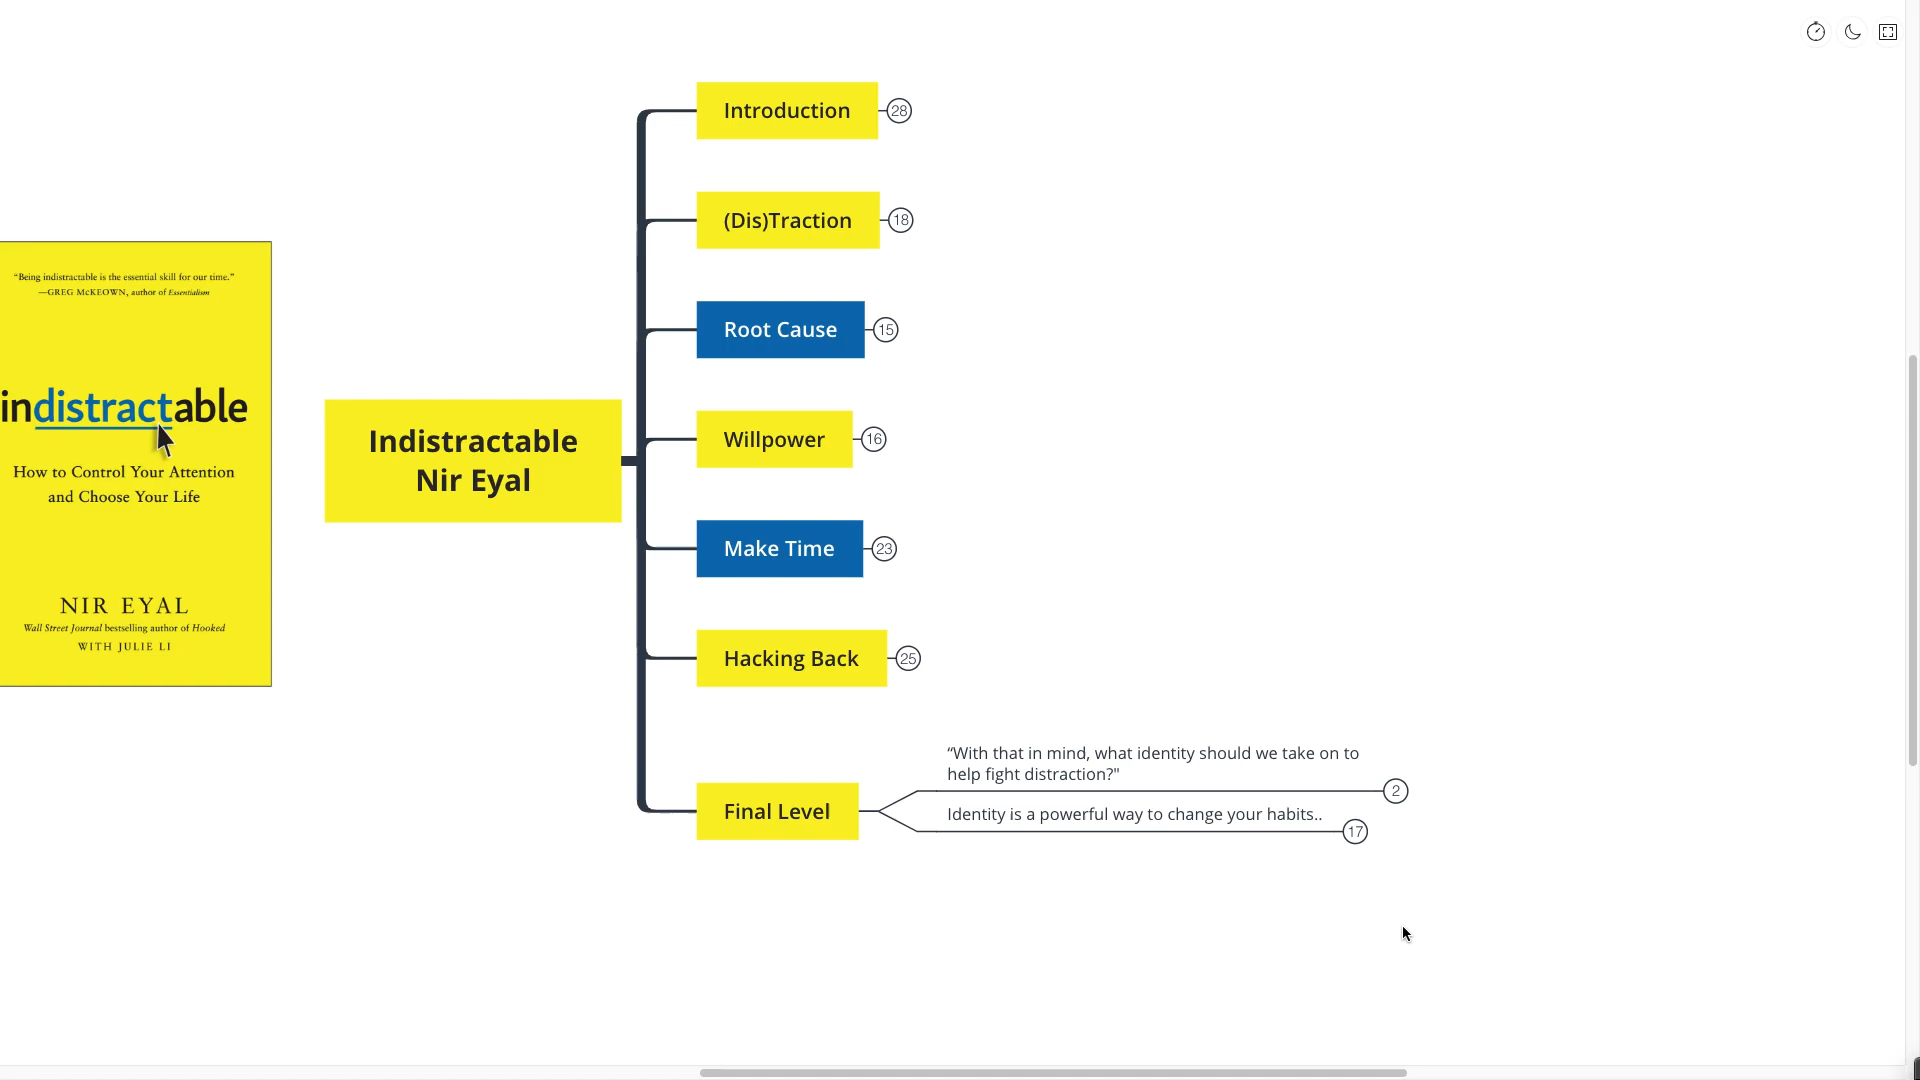 “Being indistractable is the essential skill for our time.”
—GREG McKEOWN, author of Essentialism
indistractable
How to Control Your Attention
and Choose Your Life
NIR EYAL
Wall Street Journal bestselling author of Hooked
WITH JULIE LI
Indistractable
Nir Eyal
Introduction
28
(Dis)Traction
18
Root Cause
15
Willpower
16
Make Time
23
Hacking Back
25
Final Level
“With that in mind, what identity should we take on to
help fight distraction?"
2
Identity is a powerful way to change your habits..
17